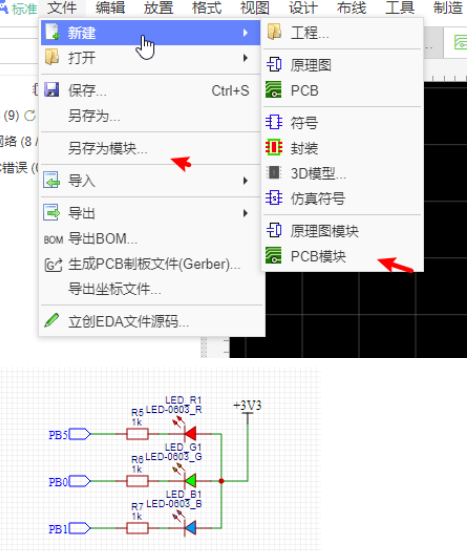 标准 文件 编辑 放置 格式 视图 设计 布线 工具 制造
新建
工程...
打开
原理图
保存... Ctrl+S
PCB
(9)
另存为...
符号
网络 (8 /
另存为模块...
封装
C错误 (
3D模型...
导入
仿真符号
导出
原理图模块
BOM 导出BOM...
PCB模块
生成PCB制板文件(Gerber)...
导出坐标文件...
立创EDA文件源码...
LED_R1
R5 LED-0603_R
+3V3
1k
PB5
LED_G1
R6 LED-0603_G
1k
PB0
LED_B1
R7 LED-0603_B
1k
PB1